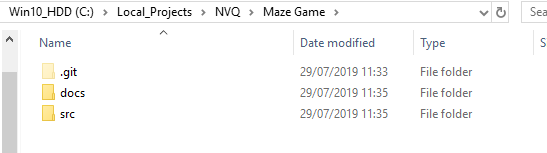 Win10_HDD (C:) > Local_Projects > NVQ > Maze Game Sea
Name Date modified Type S
.git 29/07/2019 11:33 File folder
docs 29/07/2019 11:35 File folder
src 29/07/2019 11:35 File folder